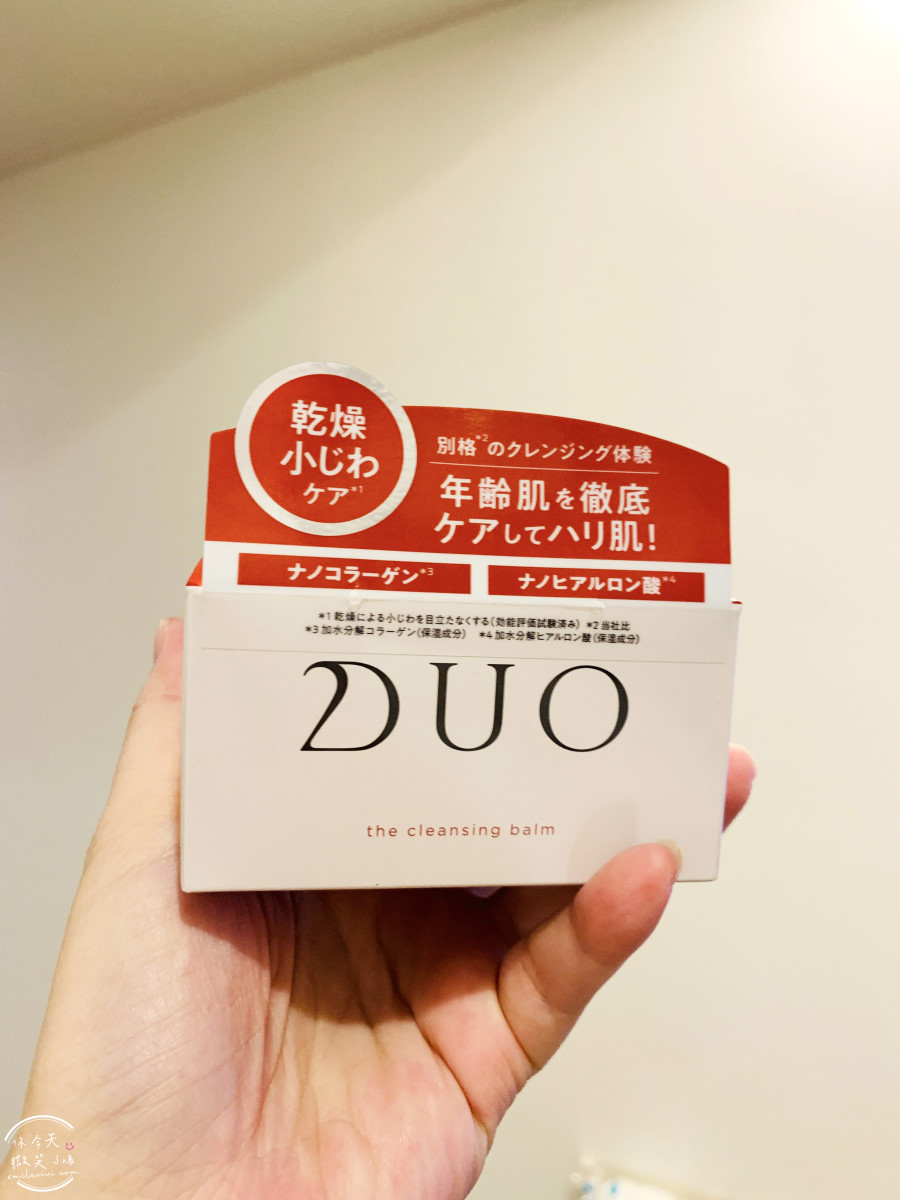 乾燥
小じわ
ケア*1
別格*2のクレンジング体験
年齢肌を徹底
ケアしてハリ肌!
ナノコラーゲン*3
ナノヒアルロン酸*4
*1 乾燥による小じわを目立たなくする(効能評価試験済み) *2 当社比
*3 加水分解コラーゲン(保湿成分) *4 加水分解ヒアルロン酸(保湿成分)
DUO
the cleansing balm
你今天
微笑了嗎